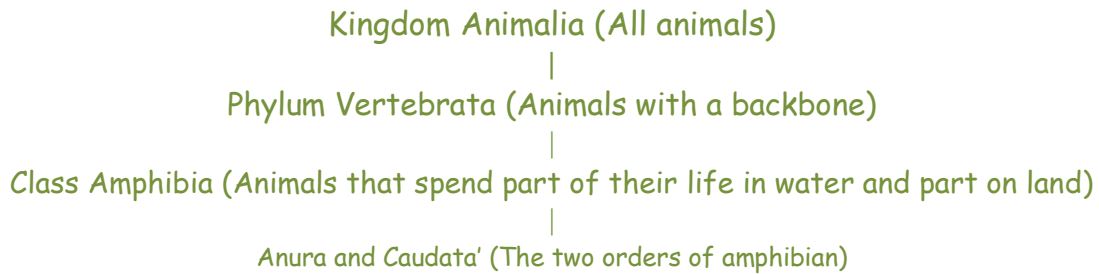 Kingdom Animalia (All animals)
Phylum Vertebrata (Animals with a backbone)
Class Amphibia (Animals that spend part of their life in water and part on land)
Anura and Caudata’ (The two orders of amphibian)